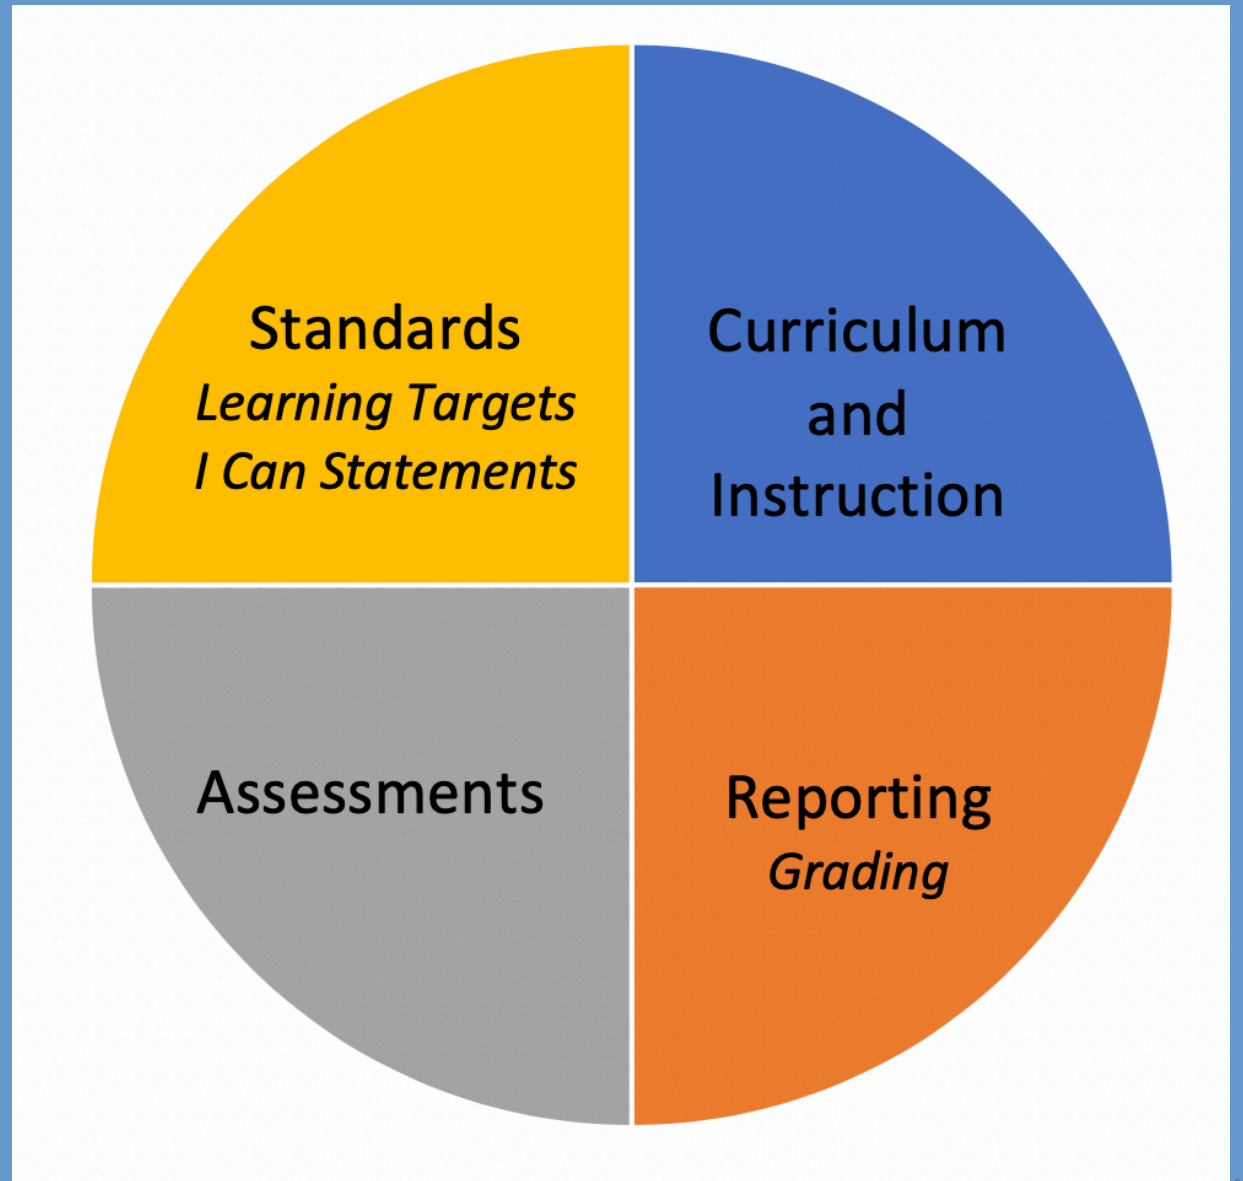 Standards
Learning Targets
I Can Statements
Curriculum
and
Instruction
Assessments
Reporting
Grading